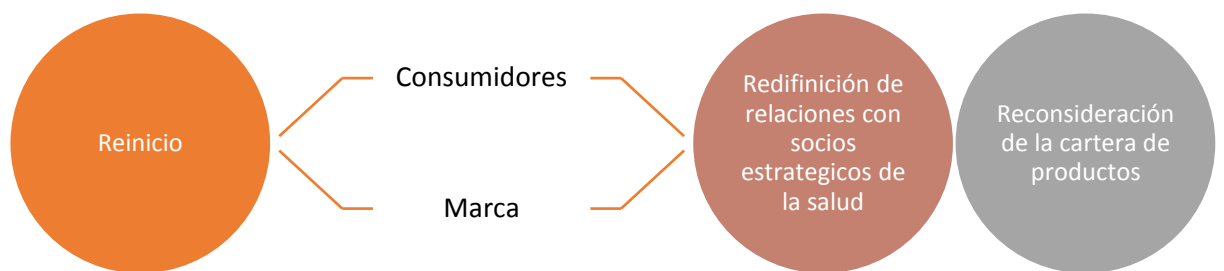 Reinicio
Consumidores
Marca
Redifinición de
relaciones con
socios
estrategicos de
la salud
Reconsideración
de la cartera de
productos